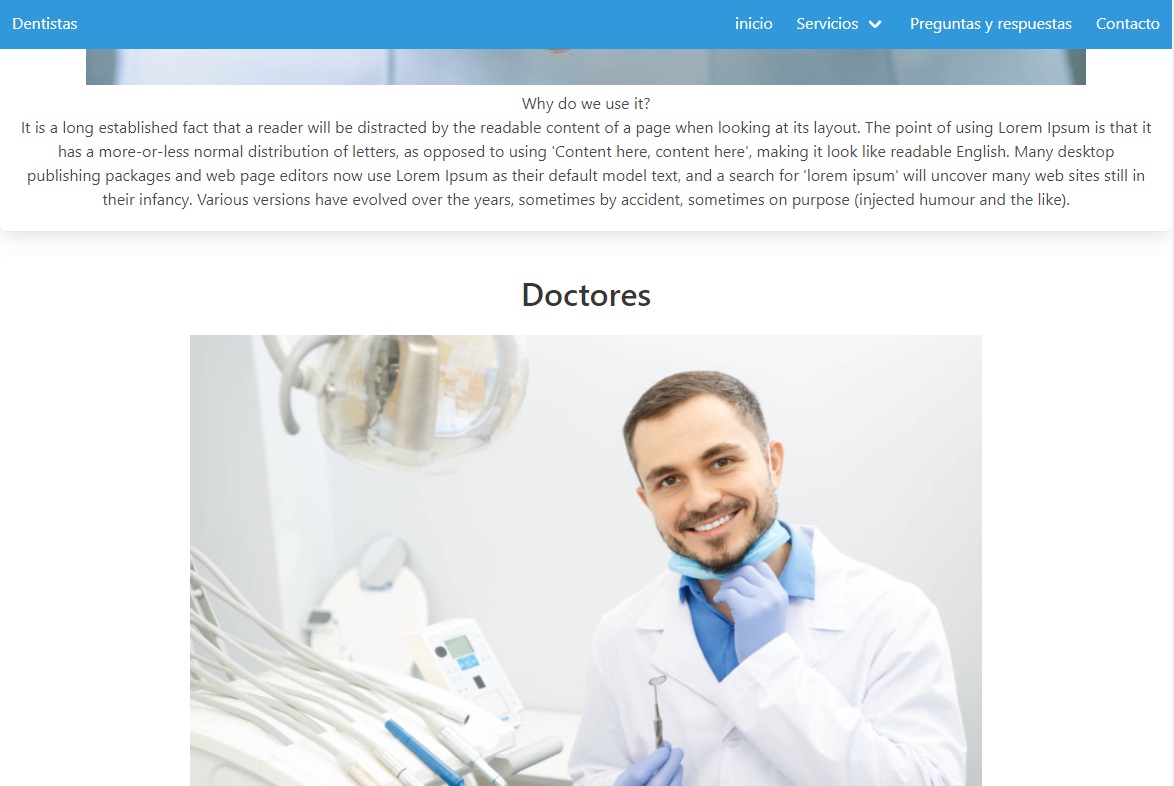 Dentistas
inicio
Servicios
Preguntas y respuestas
Contacto
Why do we use it?
It is a long established fact that a reader will be distracted by the readable content of a page when looking at its layout. The point of using Lorem Ipsum is that it
has a more-or-less normal distribution of letters, as opposed to using 'Content here, content here', making it look like readable English. Many desktop
publishing packages and web page editors now use Lorem Ipsum as their default model text, and a search for 'lorem ipsum' will uncover many web sites still in
their infancy. Various versions have evolved over the years, sometimes by accident, sometimes on purpose (injected humour and the like).
Doctores